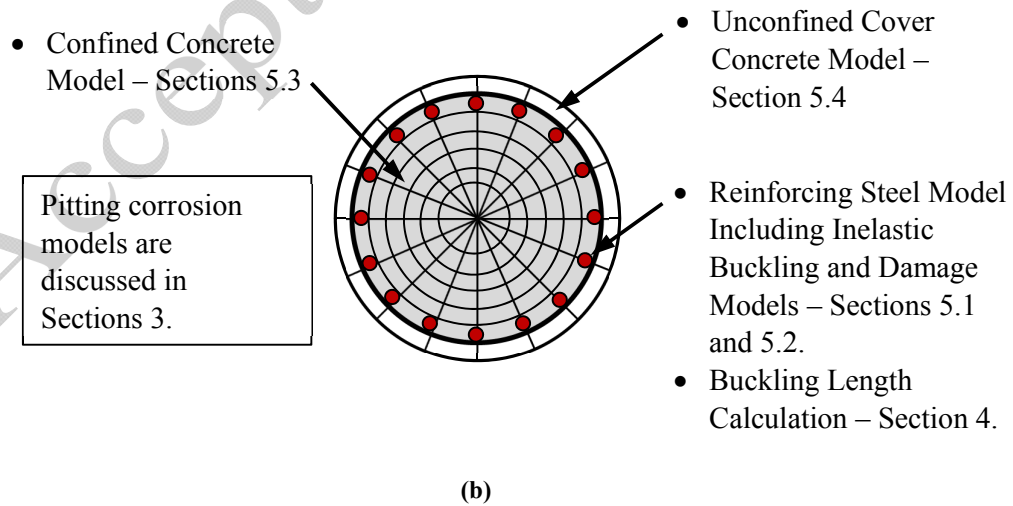 • Confined Concrete
Model – Sections 5.3
Pitting corrosion
models are
discussed in
Sections 3.
• Unconfined Cover
Concrete Model –
Section 5.4
• Reinforcing Steel Model
Including Inelastic
Buckling and Damage
Models – Sections 5.1
and 5.2.
• Buckling Length
Calculation – Section 4.
(b)